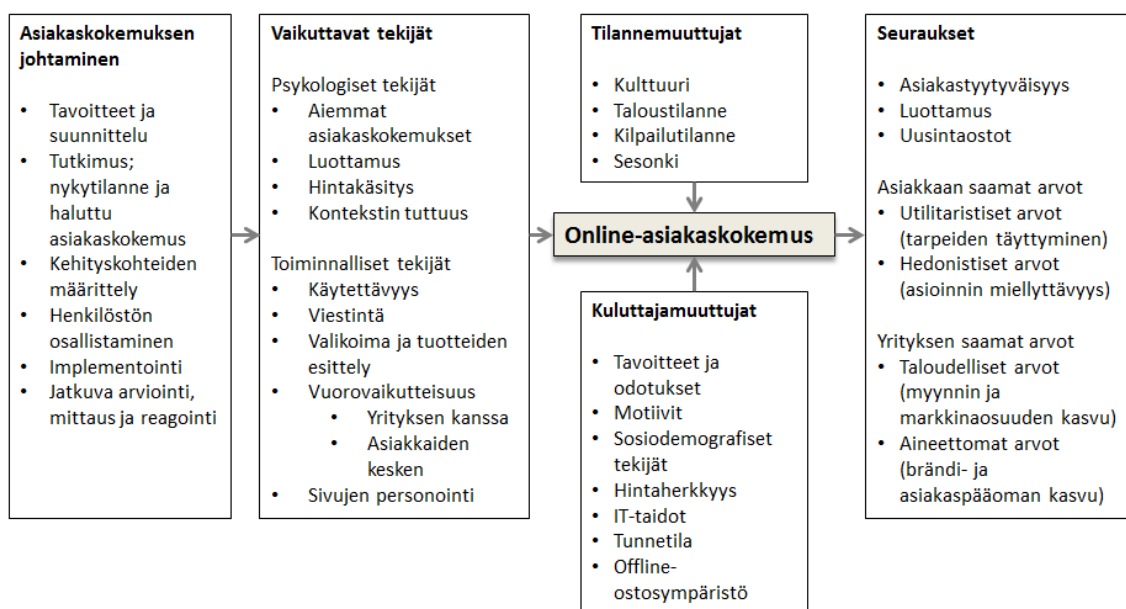 Asiakaskokemuksen
johtaminen
• Tavoitteet ja
suunnittelu
• Tutkimus;
nykytilanne ja
haluttu
asiakaskokemus
• Kehityskohteiden
määrittely
• Henkilöstön
osallistaminen
• Implementointi
• Jatkuva arviointi,
mittaus ja reagointi
Vaikuttavat tekijät
Psykologiset tekijät
• Aiemmat
asiakaskokemukset
• Luottamus
• Hintakäsitys
• Kontekstin tuttuus
Toiminnalliset tekijät
• Käytettävyys
• Viestintä
• Valikoima ja tuotteiden
esittely
• Vuorovaikutteisuus
• Yrityksen kanssa
• Asiakkaiden
kesken
• Sivujen personointi
Tilannemuuttujat
• Kulttuuri
• Taloustilanne
• Kilpailutilanne
• Sesonki
Online-asiakaskokemus
Kuluttajamuuttujat
• Tavoitteet ja
odotukset
• Motiivit
• Sosiodemografiset
tekijät
• Hintaherkkyys
• IT-taidot
• Tunnetila
• Offline-
ostosympäristö
Seuraukset
• Asiakastyytyväisyys
• Luottamus
• Uusintaostot
Asiakkaan saamat arvot
• Utilitaristiset arvot
(tarpeiden täyttyminen)
• Hedonistiset arvot
(asioinnin miellyttävyys)
Yrityksen saamat arvot
• Taloudelliset arvot
(myynnin ja
markkinaosuuden kasvu)
• Aineettomat arvot
(brändi- ja
asiakaspääoman kasvu)